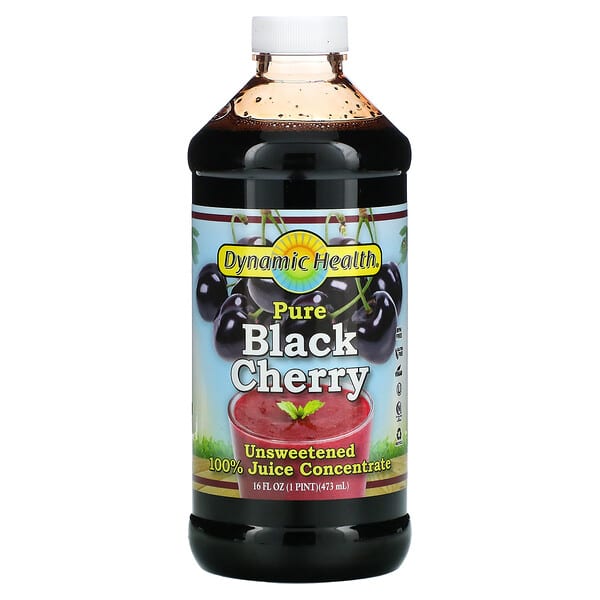 Dynamic Health®
Pure
Black
Cherry
Unsweetened
100% Juice Concentrate
16 FL OZ (1 PINT)(473 mL)